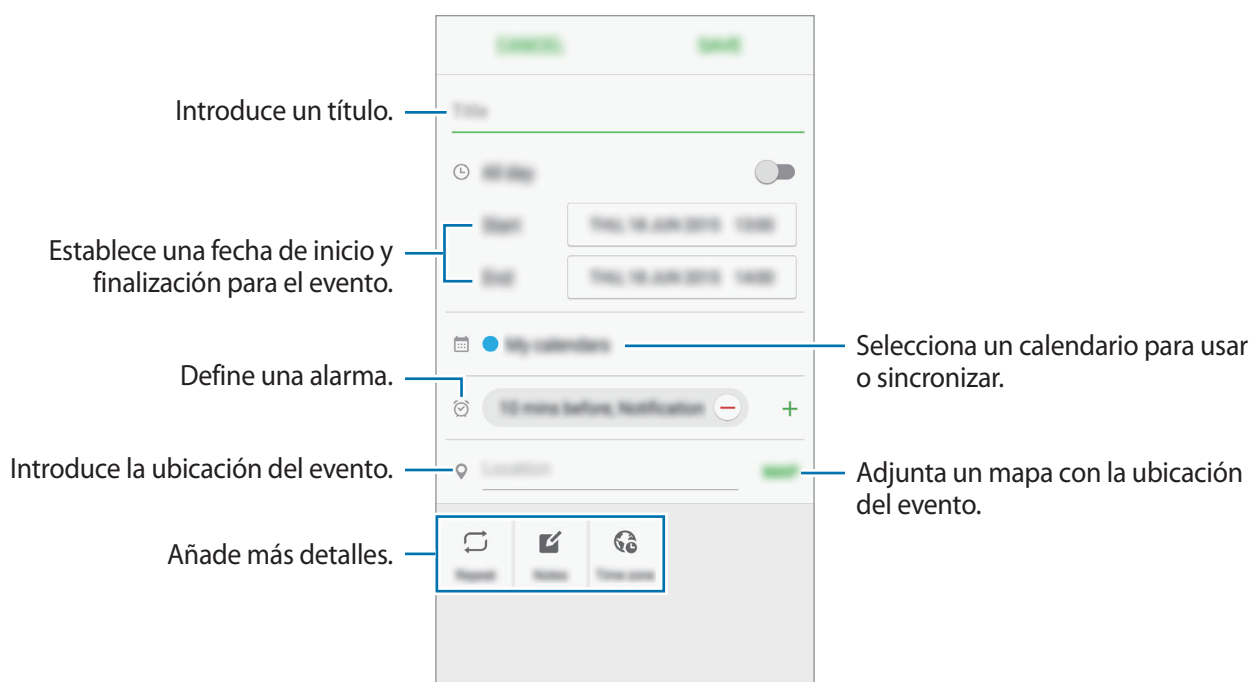 CANCEL
SAVE
Introduce un título.
Title
All day
Establece una fecha de inicio y
finalización para el evento.
Start
THU, 18 JUN 2015 13:00
End
THU, 18 JUN 2015 14:00
My calendars
Selecciona un calendario para usar
o sincronizar.
Define una alarma.
10 mins before, Notification
Introduce la ubicación del evento.
Location
MAP
Adjunta un mapa con la ubicación
del evento.
Añade más detalles.
Repeat
Notes
Time zone